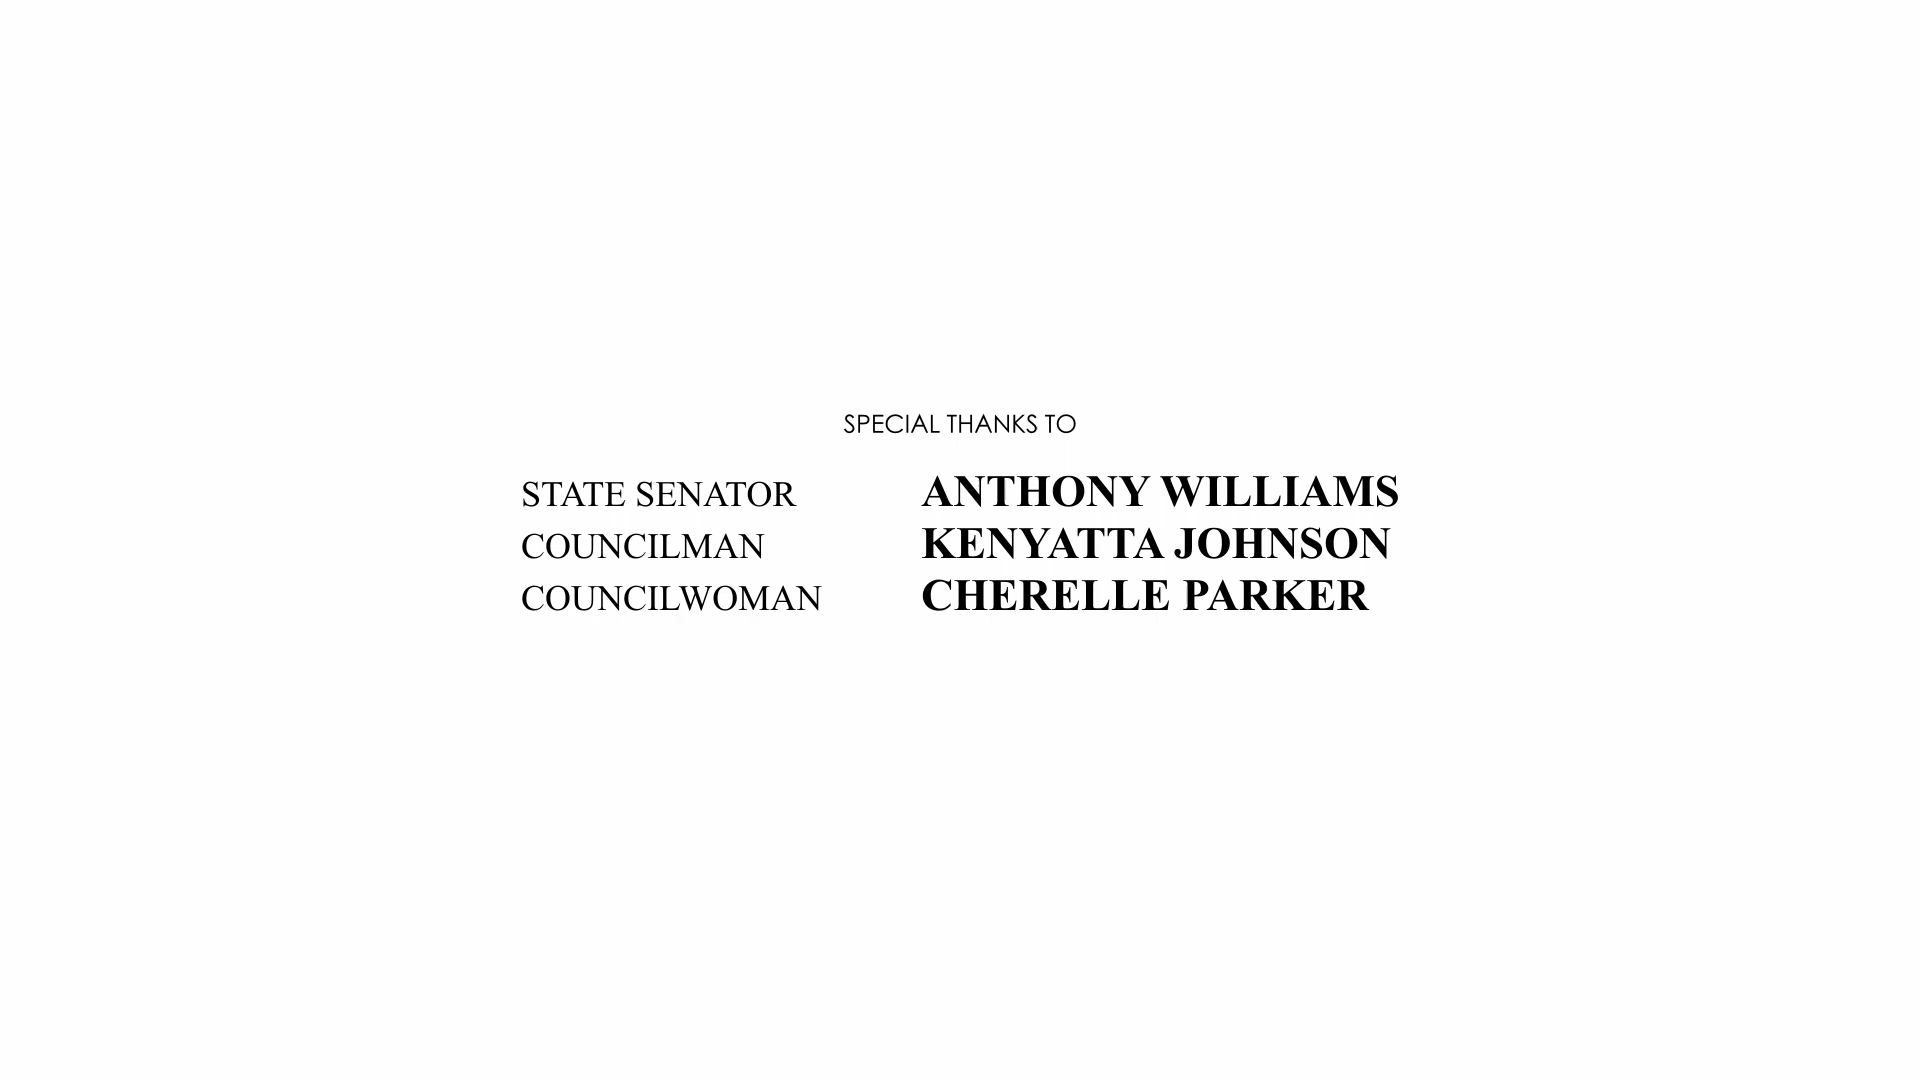 SPECIAL THANKS TO
STATE SENATOR ANTHONY WILLIAMS
COUNCILMAN KENYATTA JOHNSON
COUNCILWOMAN CHERELLE PARKER